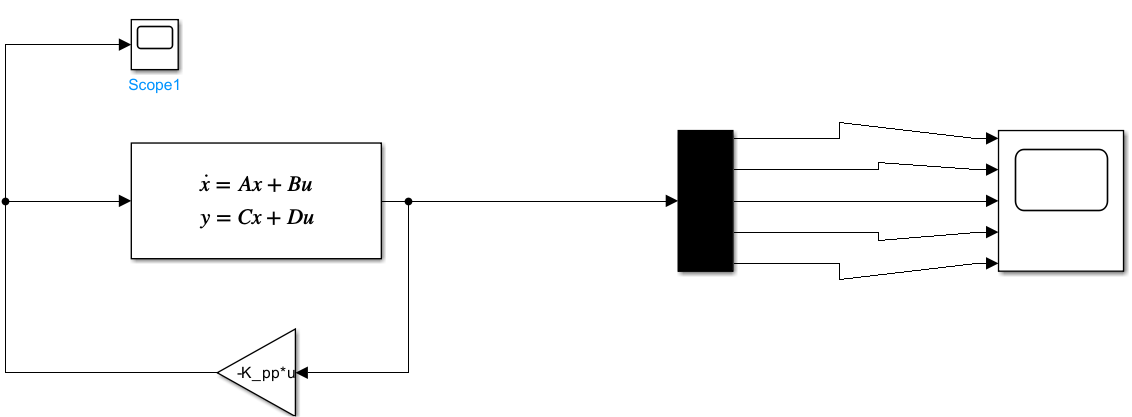 Scope1
ẋ = Ax + Bu
y = Cx + Du
-K_pp*u